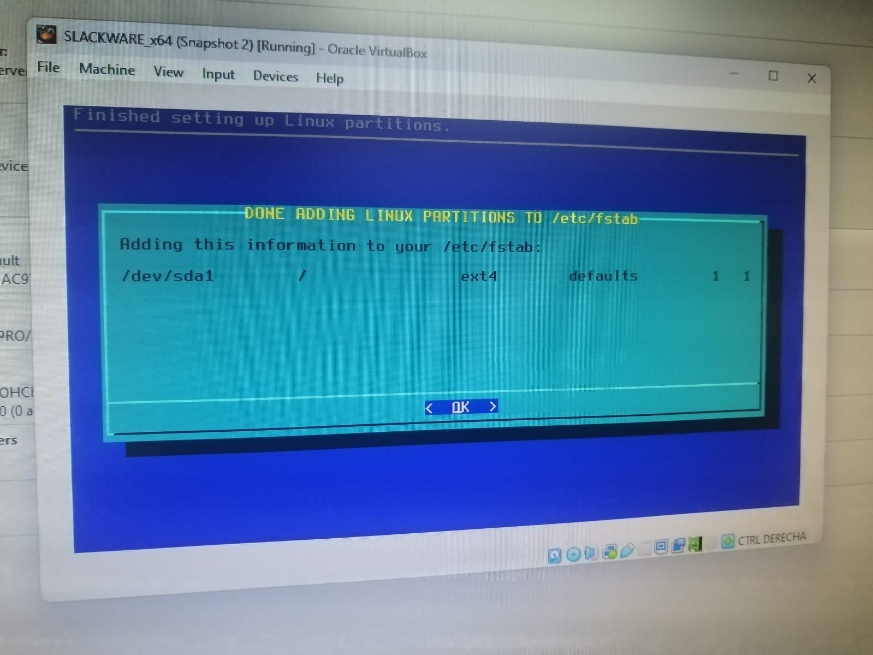 SLACKWARE_x64 (Snapshot 2) [Running] - Oracle VirtualBox
File Machine View Input Devices Help
Finished setting up Linux partitions.
DONE ADDING LINUX PARTITIONS TO /etc/fstab
Adding this information to your /etc/fstab:
/dev/sda1 / ext4 defaults 1 1
< OK >
CTRL DERECHA
r:
erve
vice
ault
AC9
PRO/
OHCI
0 (0 a
ers